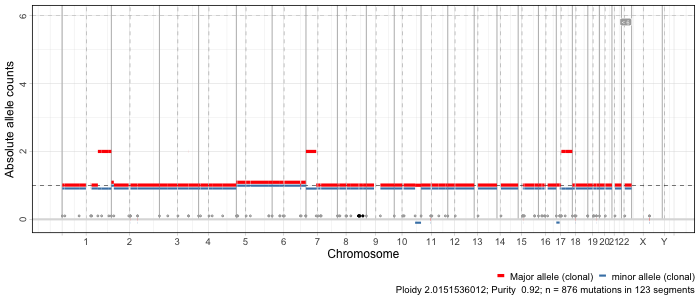 Absolute allele counts
6
4
2
0
1 2 3 4 5 6 7 8 9 10 11 12 13 14 15 16 17 18 19 20 21 22 X Y
Chromosome
Major allele (clonal) minor allele (clonal)
Ploidy 2.0151536012; Purity 0.92; n = 876 mutations in 123 segments